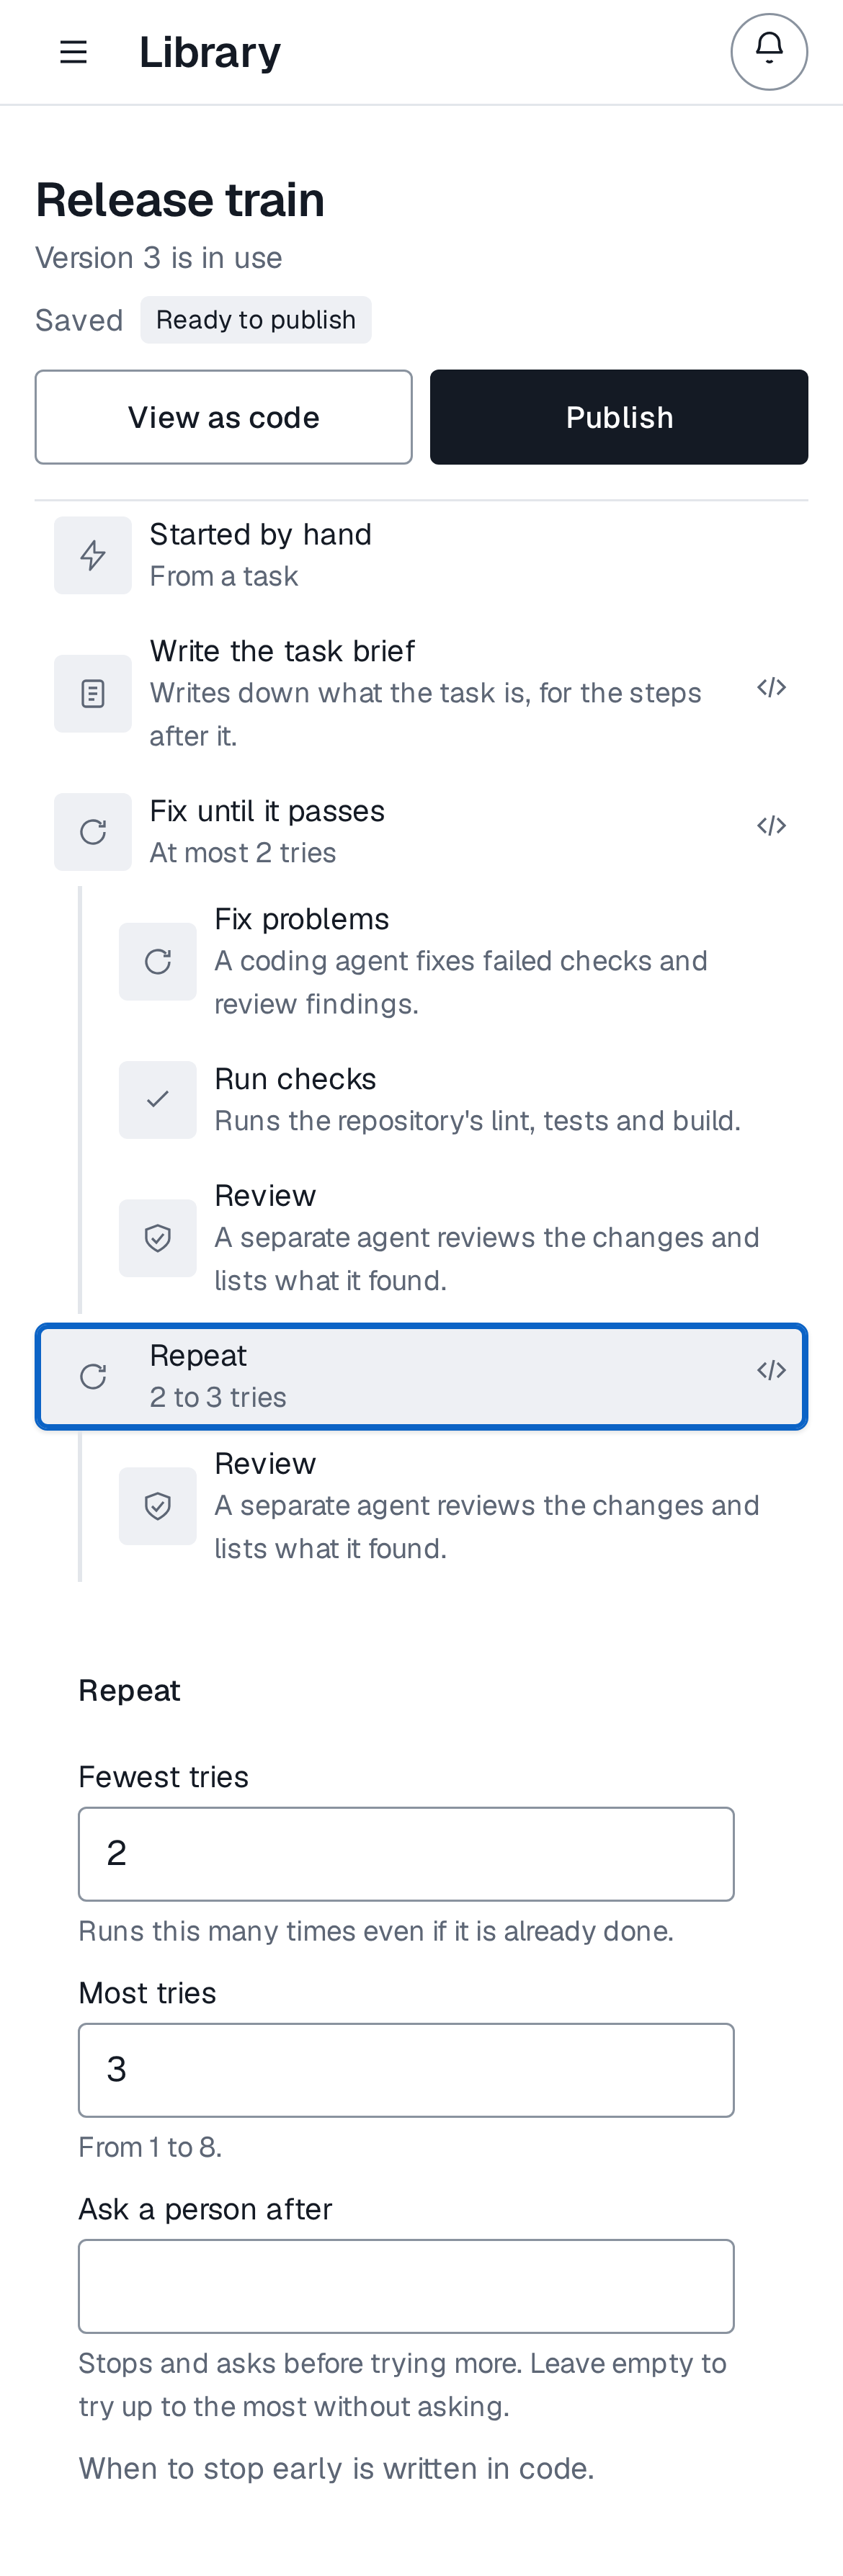 Library
Release train
Version 3 is in use
Saved
Ready to publish
View as code
Publish
Started by hand
From a task
Write the task brief
Writes down what the task is, for the steps
after it.
Fix until it passes
At most 2 tries
Fix problems
A coding agent fixes failed checks and
review findings.
Run checks
Runs the repository's lint, tests and build.
Review
A separate agent reviews the changes and
lists what it found.
Repeat
2 to 3 tries
Review
A separate agent reviews the changes and
lists what it found.
Repeat
Fewest tries
2
Runs this many times even if it is already done.
Most tries
3
From 1 to 8.
Ask a person after
Stops and asks before trying more. Leave empty to
try up to the most without asking.
When to stop early is written in code.